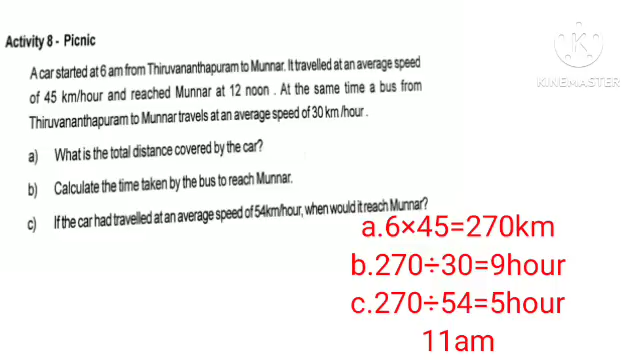 Activity 8 - Picnic
A car started at 6 am from Thiruvananthapuram to Munnar. It travelled at an average speed
of 45 km/hour and reached Munnar at 12 noon . At the same time a bus from
Thiruvananthapuram to Munnar travels at an average speed of 30 km /hour .
a) What is the total distance covered by the car?
b) Calculate the time taken by the bus to reach Munnar.
c) If the car had travelled at an average speed of 54km/hour, when would it reach Munnar?
K
KINEMASTER
a.6×45=270km
b.270÷30=9hour
c.270÷54=5hour
11am